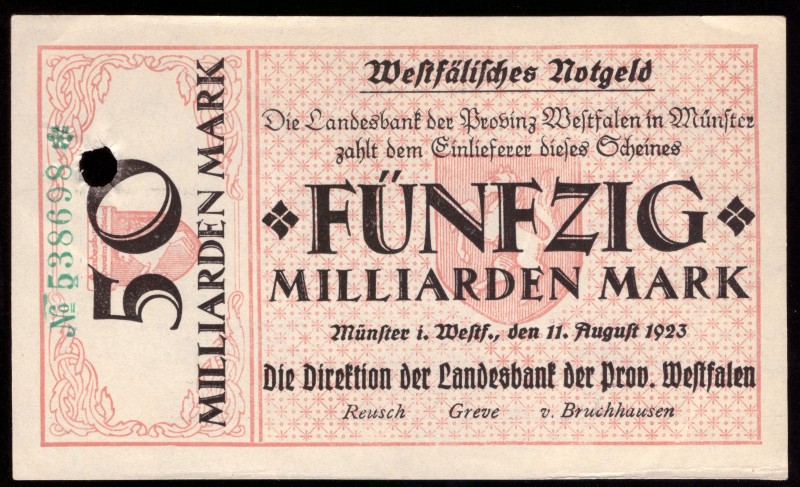 Westfälisches Notgeld
Die Landesbank der Provinz Westfalen in Münster
zahlt dem Einlieferer dieses Scheines
FÜNFZIG
MILLIARDEN MARK
Münster i. Westf., den 11. August 1923
Die Direktion der Landesbank der Prov. Westfalen
Reusch Greve v. Bruchhausen
№ 538698 *
50
MILLIARDEN MARK